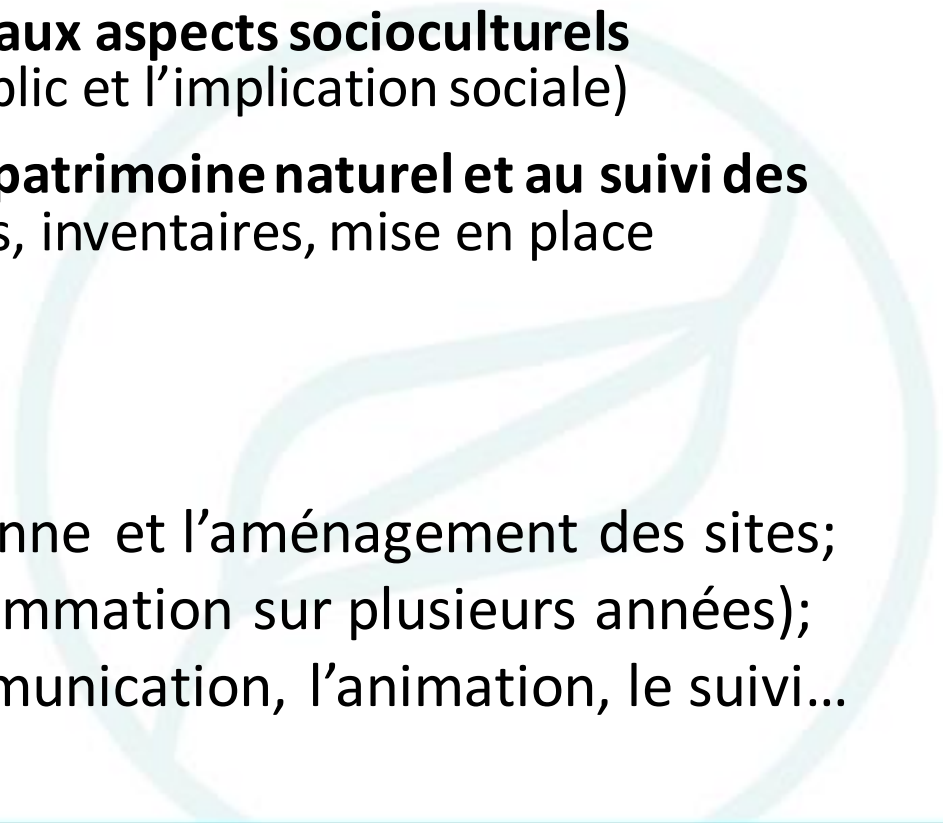 aux aspects socioculturels
blic et l’implication sociale)
patrimoine naturel et au suivi des
s, inventaires, mise en place
nne et l’aménagement des sites;
mmation sur plusieurs années);
munication, l’animation, le suivi…